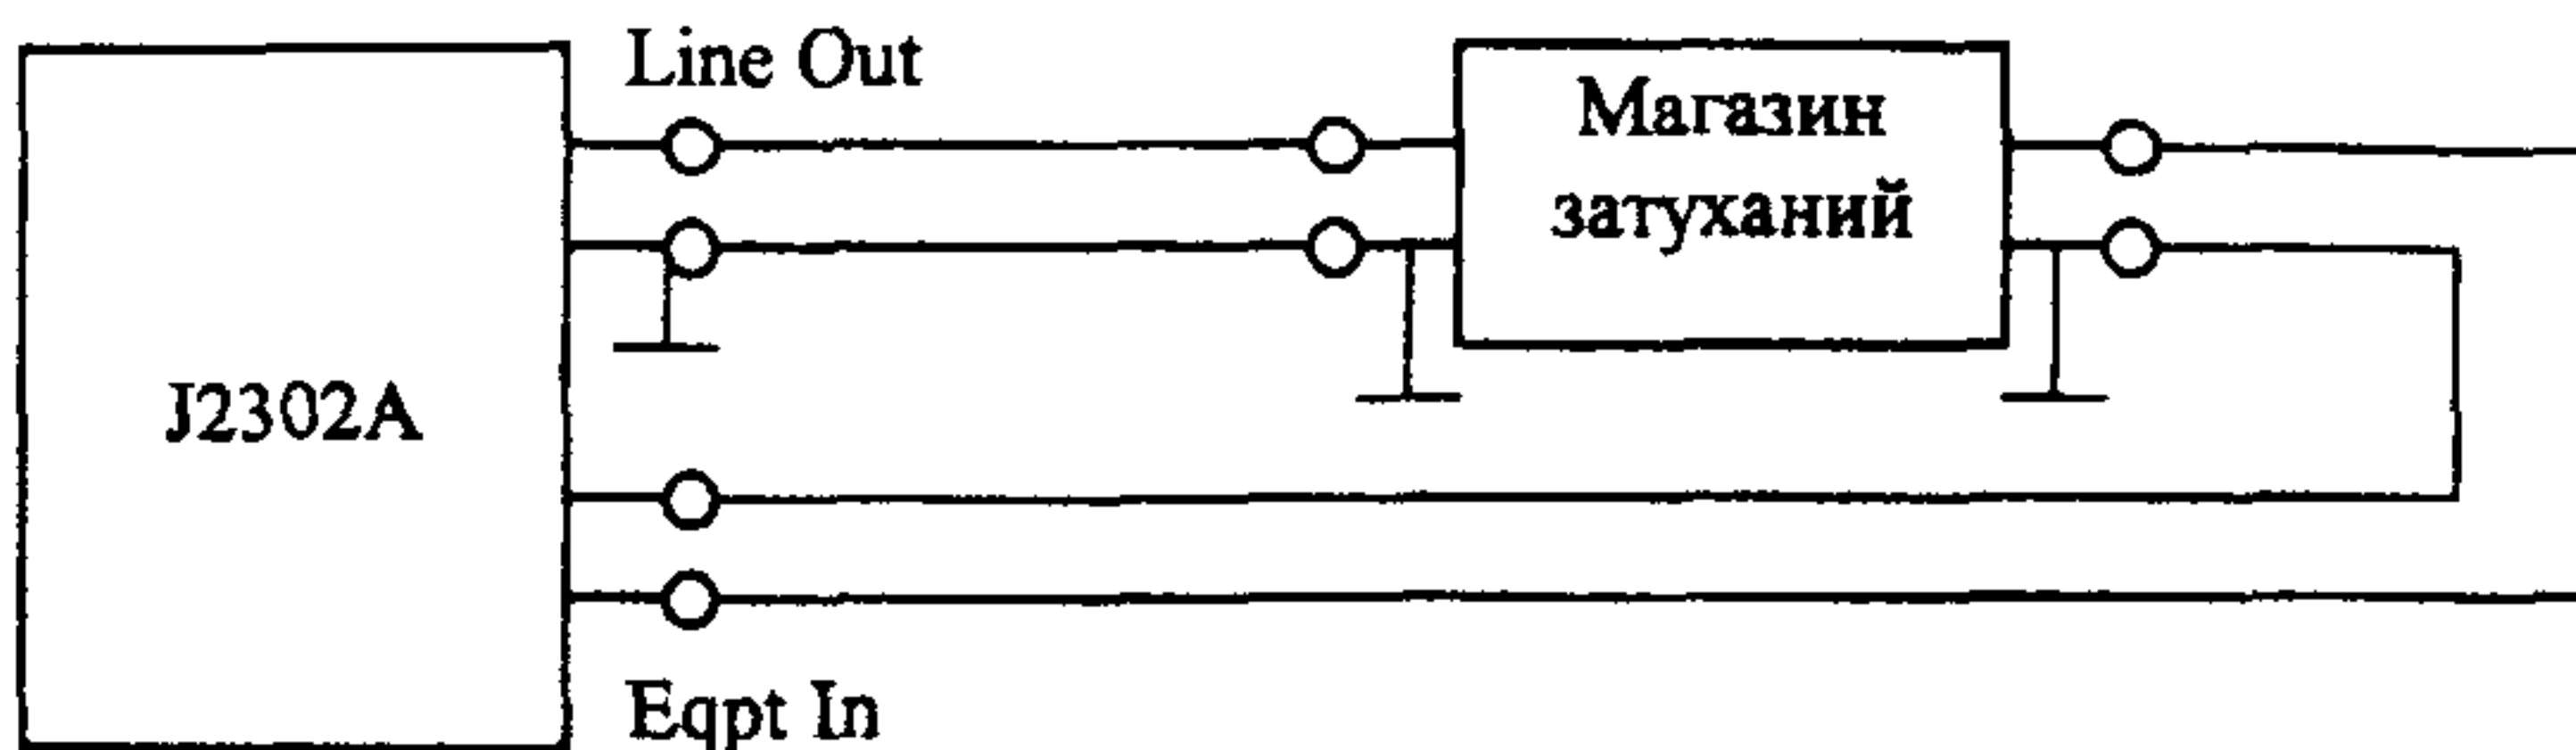 Line Out
Магазин
затуханий
J2302A
Eqpt In